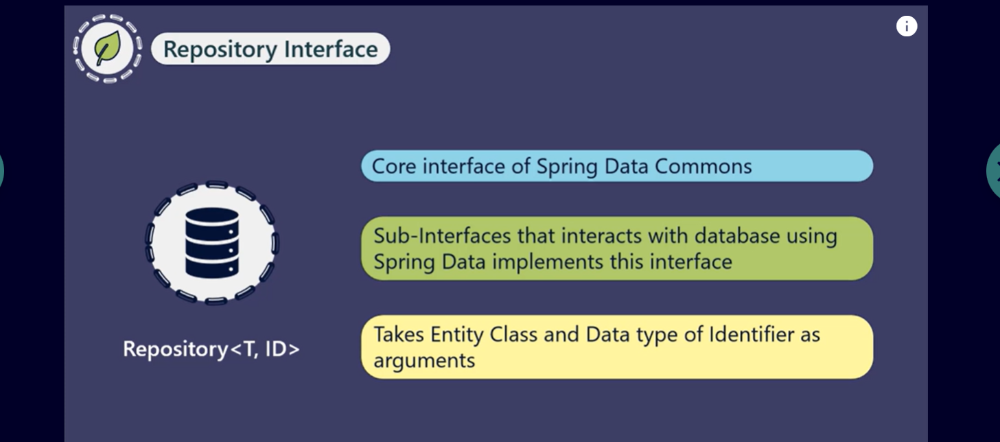 Repository Interface
Core interface of Spring Data Commons
Sub-Interfaces that interacts with database using
Spring Data implements this interface
Takes Entity Class and Data type of Identifier as
arguments
Repository<T, ID>